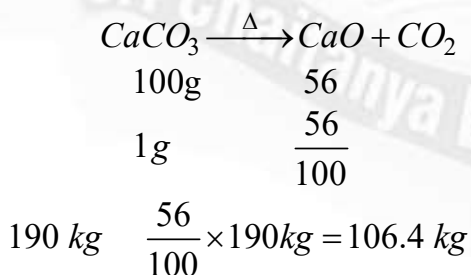 CaCO₃ —Δ→ CaO + CO₂
100g 56
1g 56/100
190 kg 56/100 × 190kg = 106.4 kg